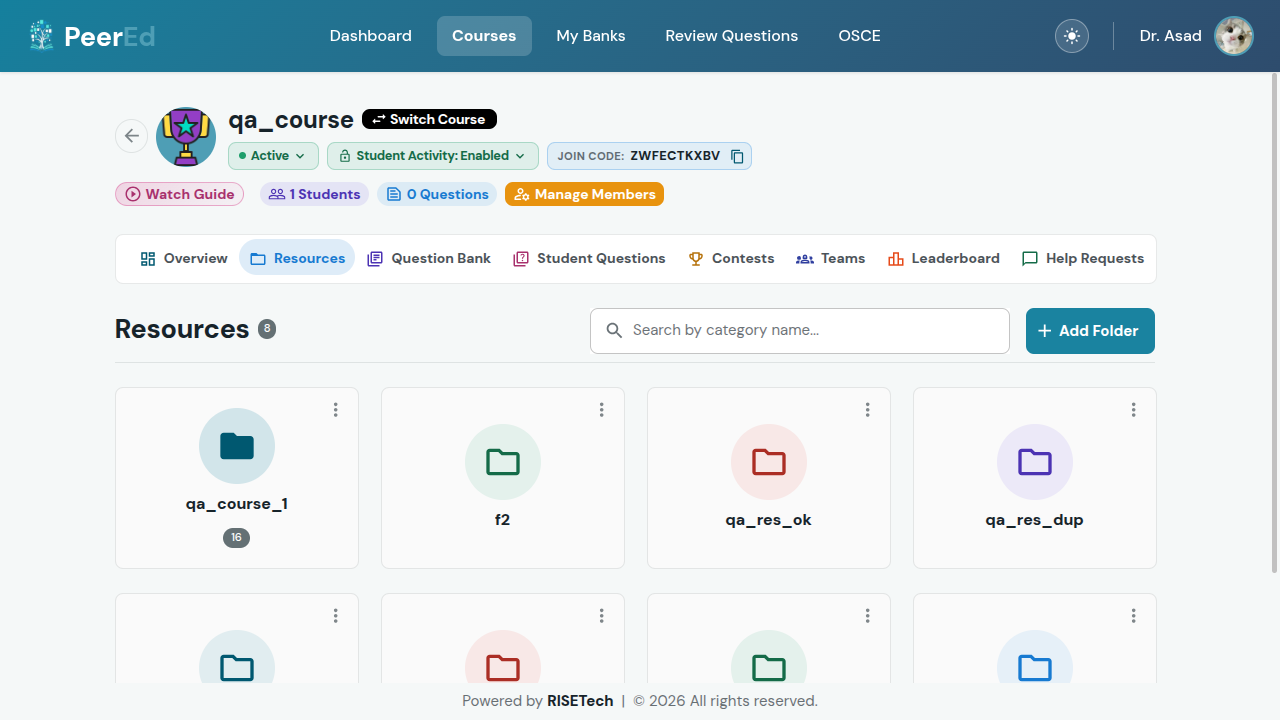 PeerEd
Dashboard
Courses
My Banks
Review Questions
OSCE
Dr. Asad
qa_course
Switch Course
Active
Student Activity: Enabled
JOIN CODE: ZWFECTKXBV
Watch Guide
1 Students
0 Questions
Manage Members
Overview
Resources
Question Bank
Student Questions
Contests
Teams
Leaderboard
Help Requests
Resources 8
Search by category name...
Add Folder
qa_course_1
16
f2
qa_res_ok
qa_res_dup
Powered by RISETech | © 2026 All rights reserved.